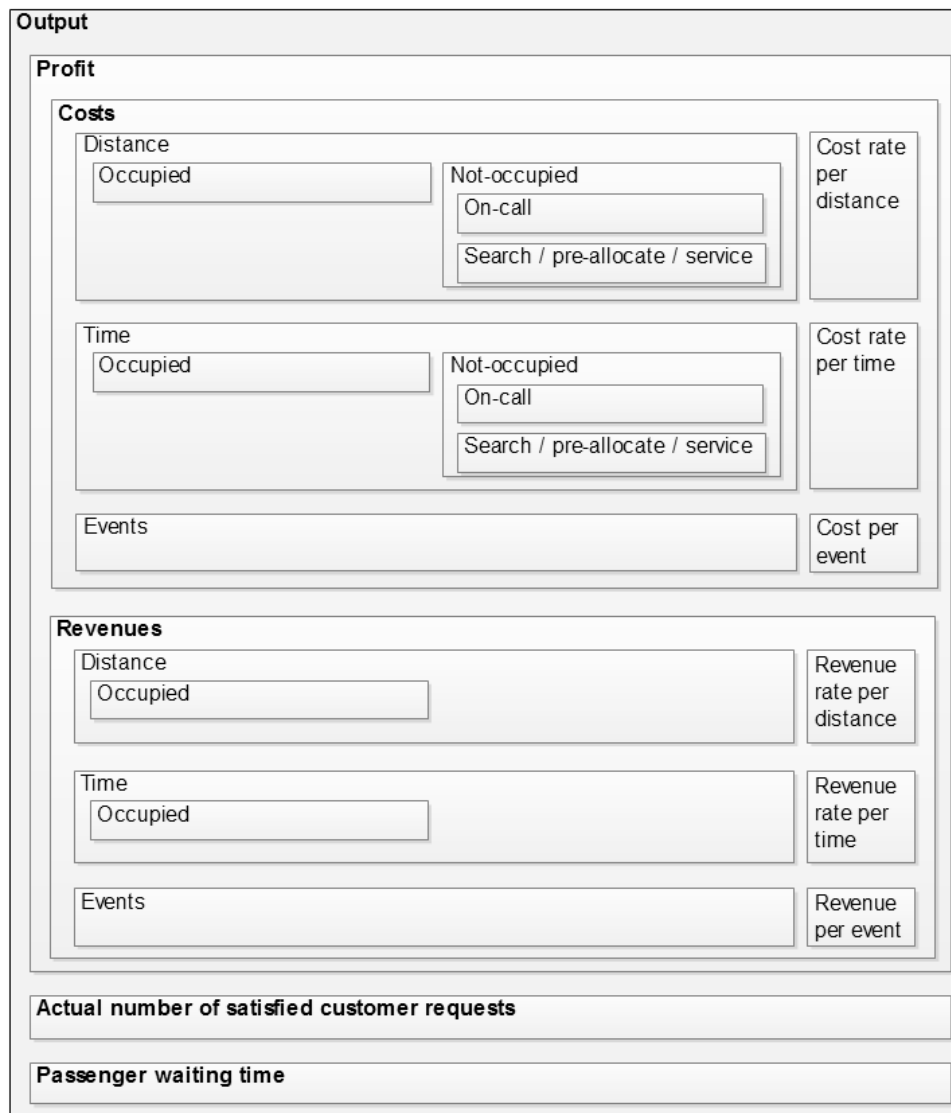 Output
Profit
Costs
Distance
Occupied
Not-occupied
On-call
Search / pre-allocate / service
Cost rate
per
distance
Time
Occupied
Not-occupied
On-call
Search / pre-allocate / service
Cost rate
per time
Events
Cost per
event
Revenues
Distance
Occupied
Revenue
rate per
distance
Time
Occupied
Revenue
rate per
time
Events
Revenue
per event
Actual number of satisfied customer requests
Passenger waiting time